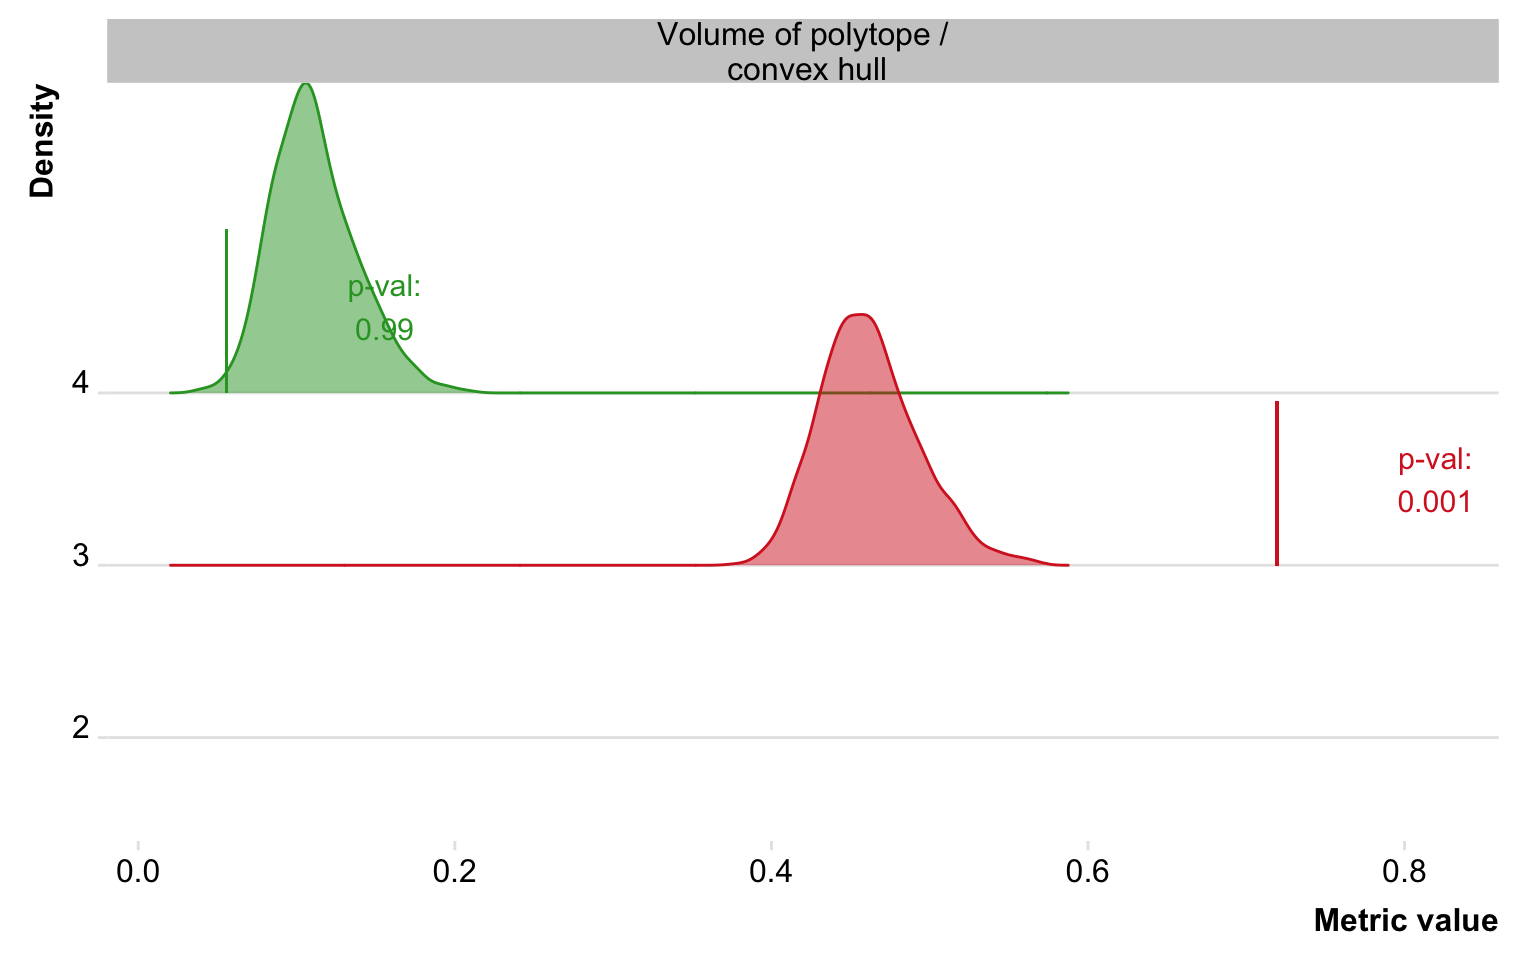 Volume of polytope /
convex hull
Density
p-val:
0.99
4
p-val:
0.001
3
2
0.0
0.2
0.4
0.6
0.8
Metric value